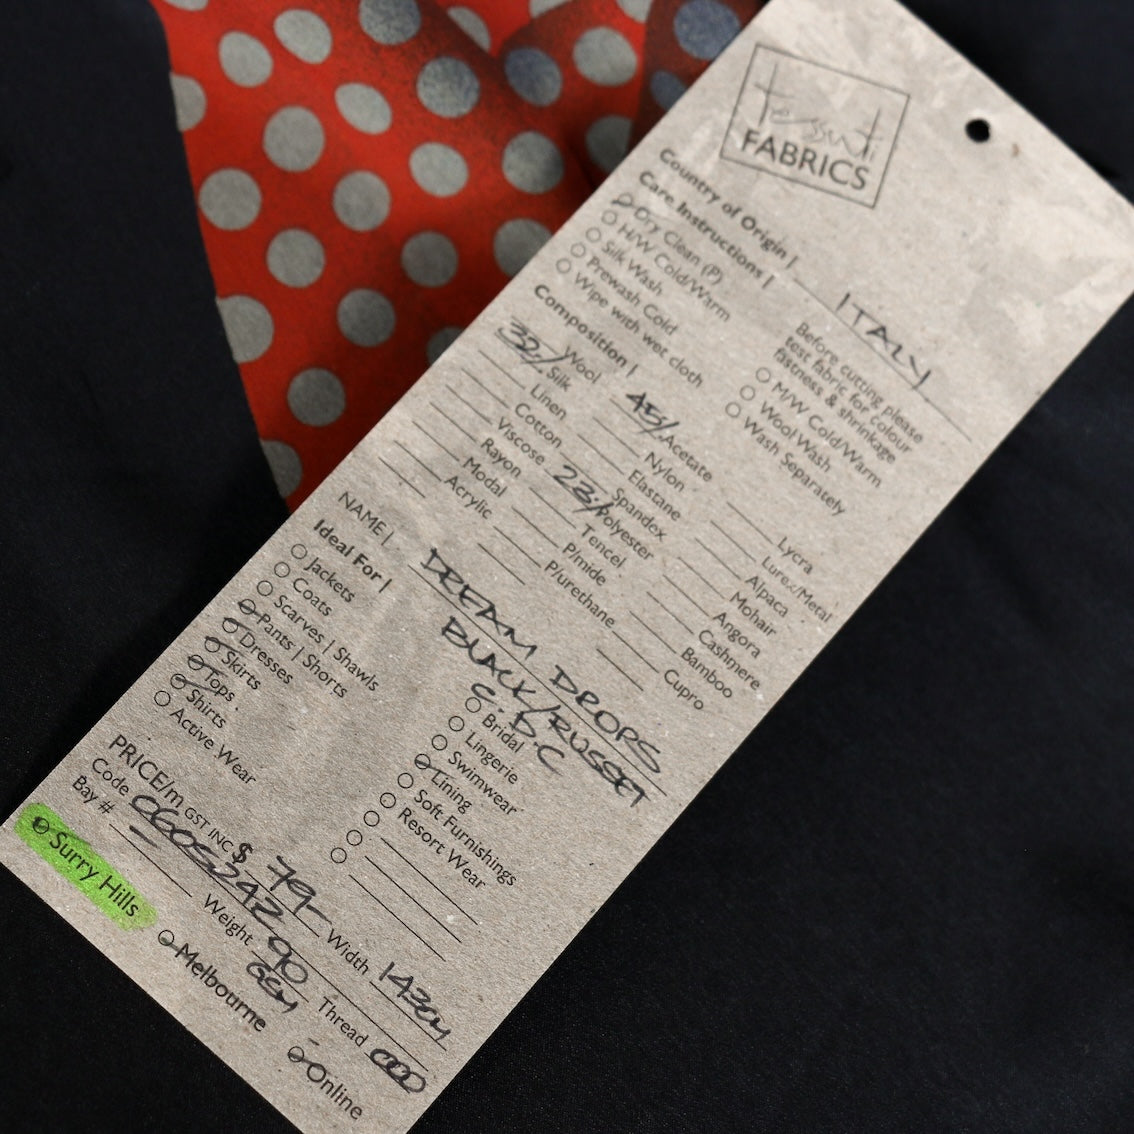 tessuti
FABRICS
Country of Origin | ITALY
Care Instructions |
Dry Clean (P)
H/W Cold/Warm
Silk Wash
Prewash Cold
Wipe with wet cloth
Before cutting please
test fabric for colour
fastness & shrinkage
M/W Cold/Warm
Wool Wash
Wash Separately
Composition |
Wool
32% Silk
Linen
Cotton
Viscose
Rayon
Modal
Acrylic
45% Acetate
Nylon
Elastane
Spandex
23% Polyester
Tencel
P/mide
P/urethane
Lycra
Lurex/Metal
Alpaca
Mohair
Angora
Cashmere
Bamboo
Cupro
NAME | DREAM DROPS
BLACK/RUSSET
C.D.C
Ideal For |
Jackets
Coats
Scarves | Shawls
Pants | Shorts
Dresses
Skirts
Tops
Shirts
Active Wear
Bridal
Lingerie
Swimwear
Lining
Soft Furnishings
Resort Wear
PRICE/m GST INC $ 79- Width 143cm
Code 0605242 Weight 90 GSM Thread 000
Bay #
Surry Hills
Melbourne
Online